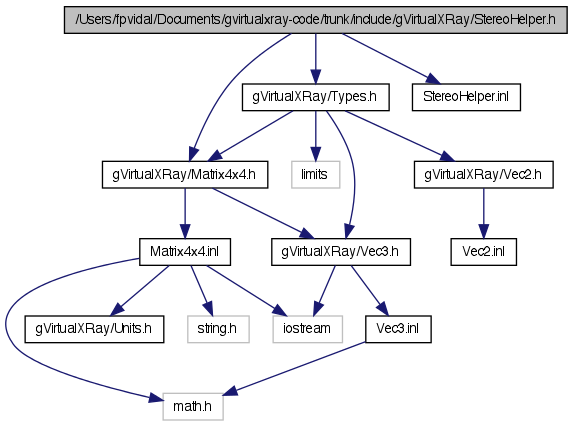 /Users/fpvidal/Documents/gvirtualxray-code/trunk/include/gVirtualXRay/StereoHelper.h
gVirtualXRay/Types.h
StereoHelper.inl
gVirtualXRay/Matrix4x4.h
limits
gVirtualXRay/Vec2.h
Matrix4x4.inl
gVirtualXRay/Vec3.h
Vec2.inl
gVirtualXRay/Units.h
string.h
iostream
Vec3.inl
math.h